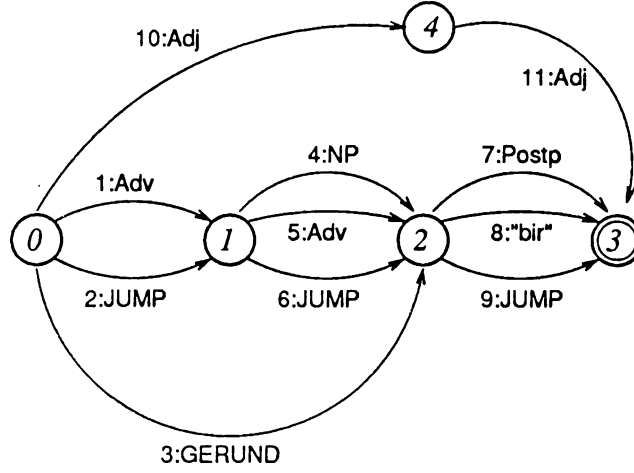 4
10:Adj
11:Adj
4:NP
7:Postp
1:Adv
0
1
5:Adv
2
8:"bir"
3
2:JUMP
6:JUMP
9:JUMP
3:GERUND